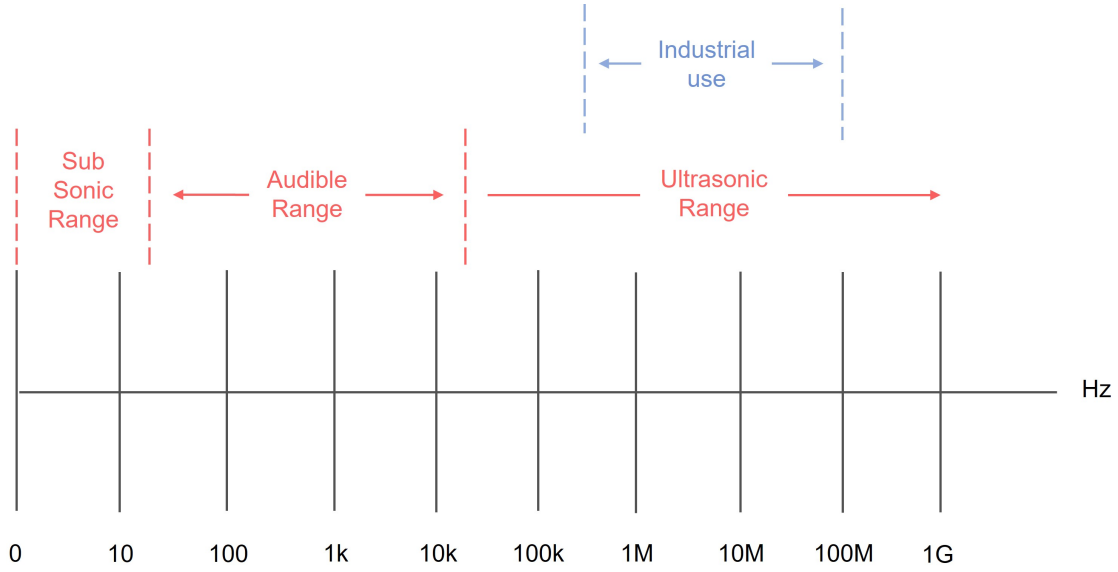 Industrial
use
Sub
Sonic
Range
Audible
Range
Ultrasonic
Range
Hz
0 10 100 1k 10k 100k 1M 10M 100M 1G